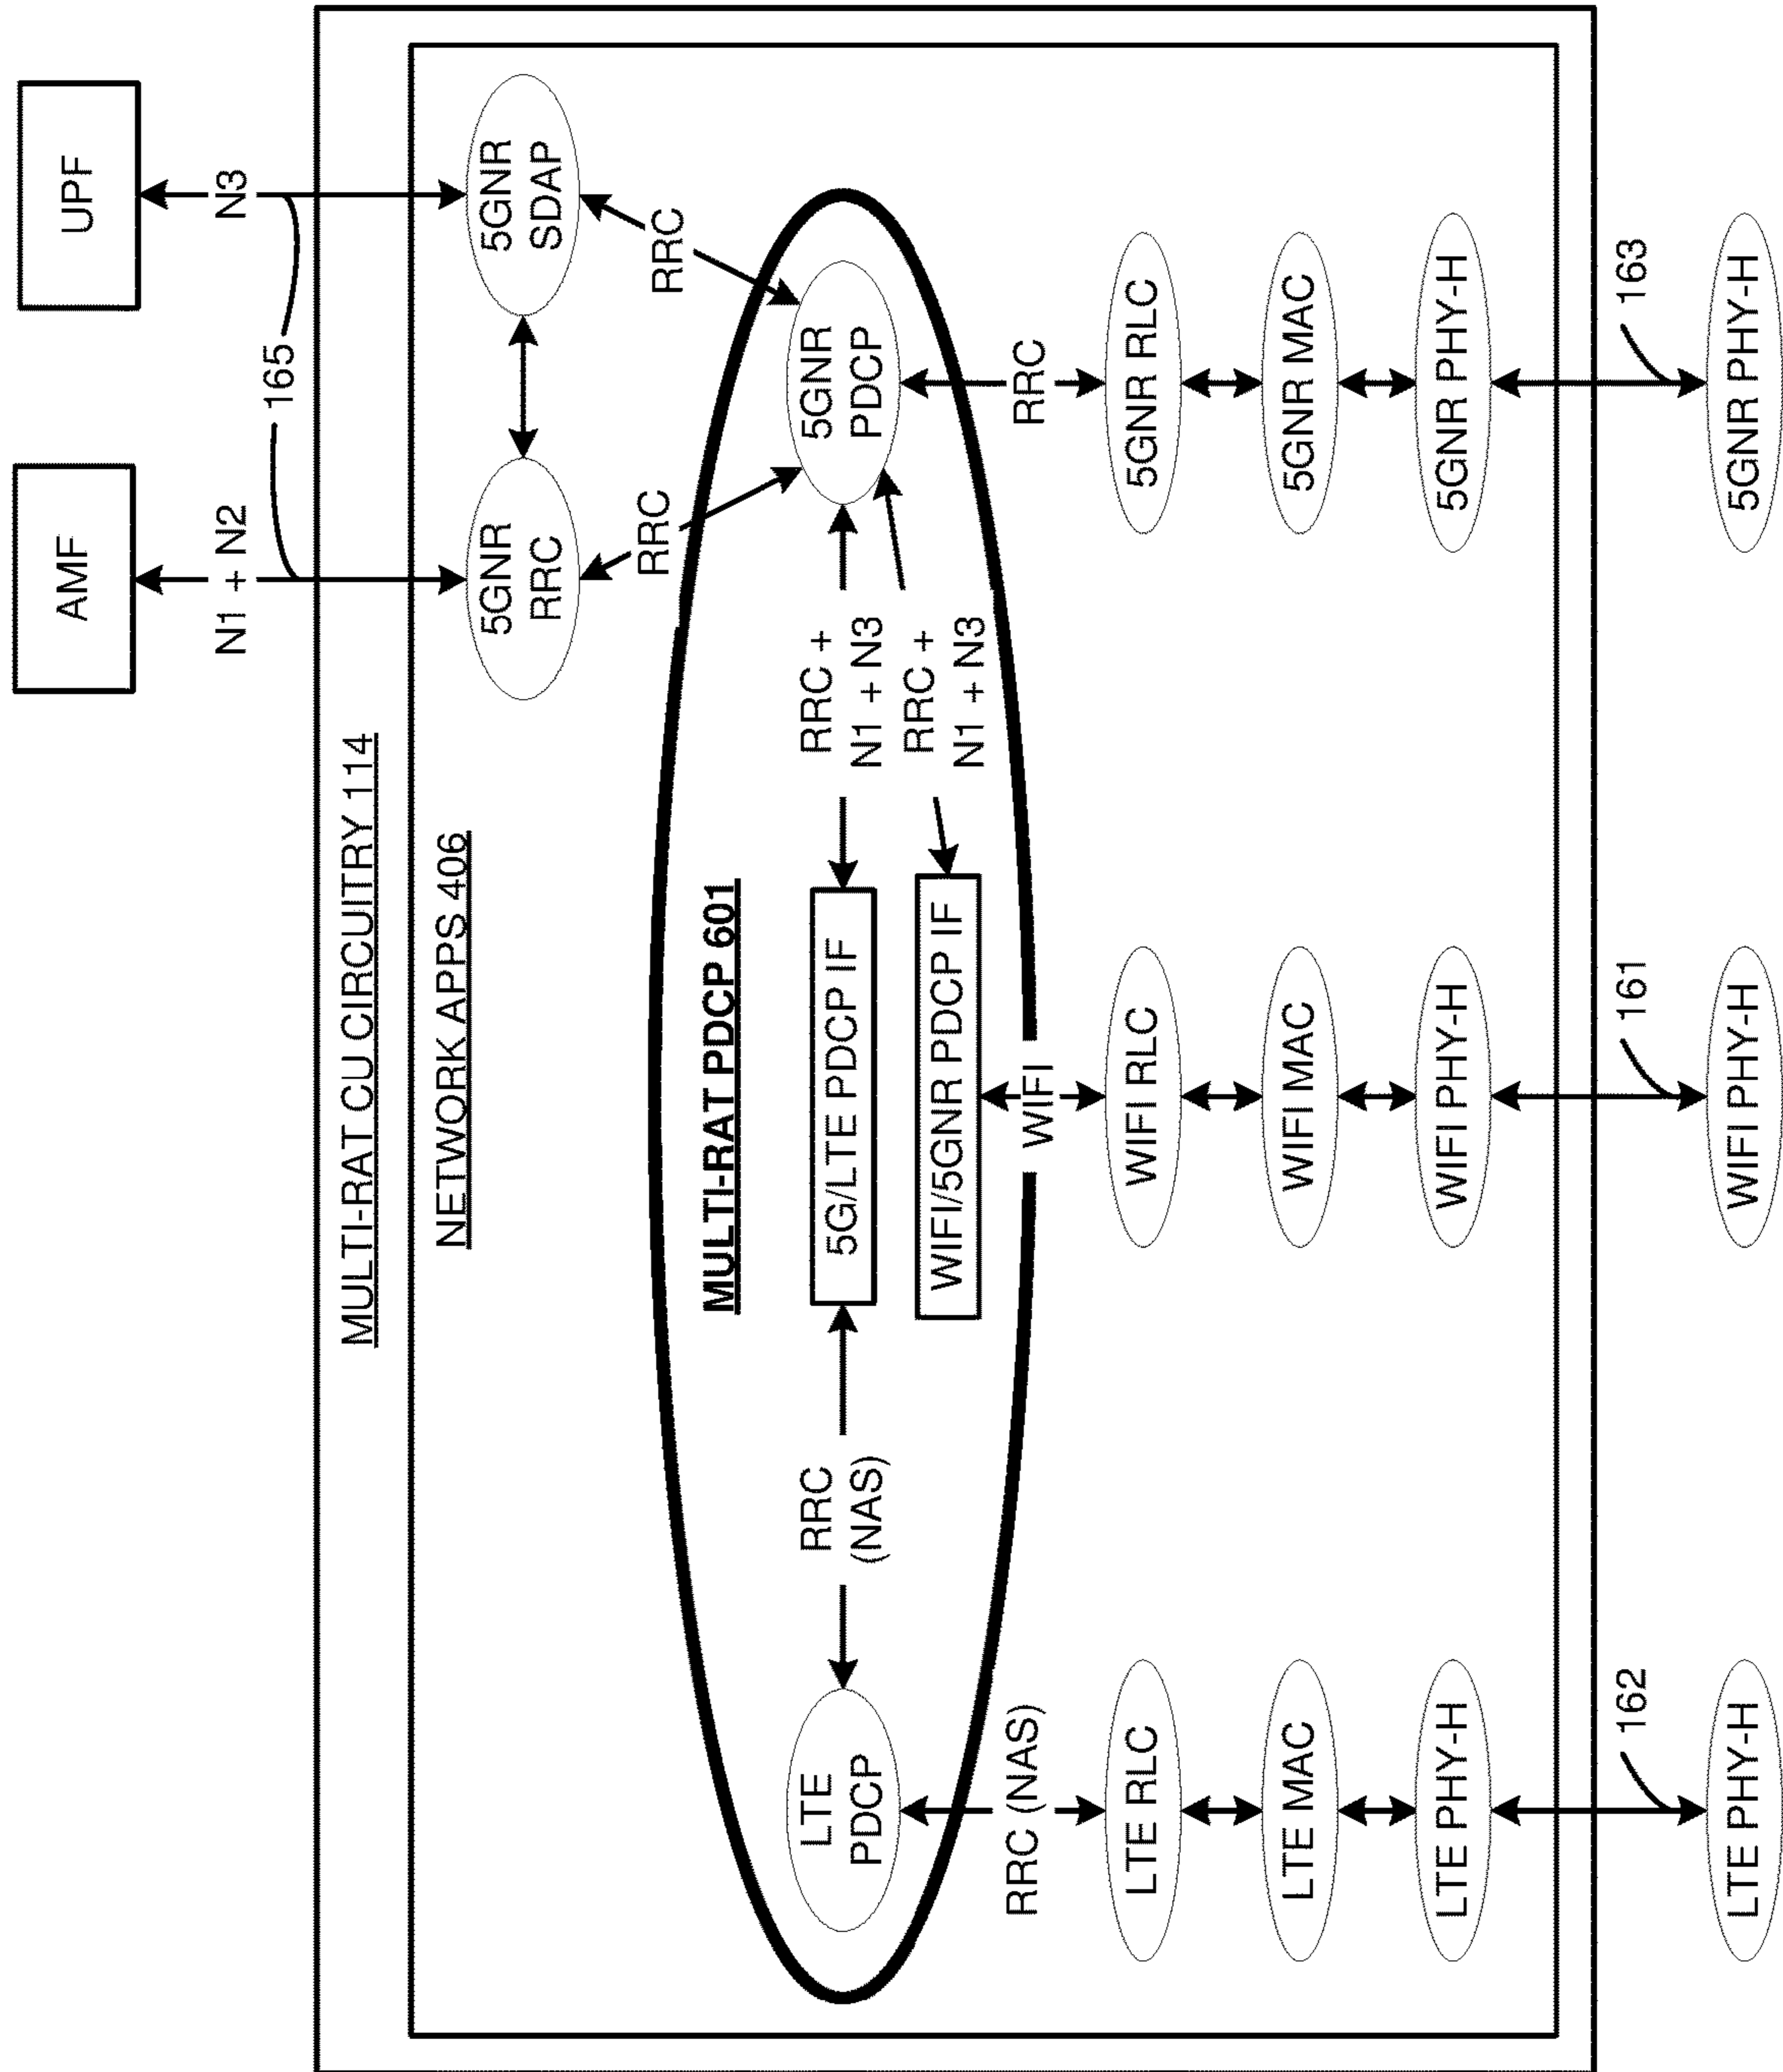 AMF
UPF
N1 + N2
165
N3
MULTI-RAT CU CIRCUITRY 114
NETWORK APPS 406
5GNR
RRC
5GNR
SDAP
RRC
RRC
MULTI-RAT PDCP 601
LTE
PDCP
RRC
(NAS)
5G/LTE PDCP IF
RRC +
N1 + N3
5GNR
PDCP
WIFI/5GNR PDCP IF
RRC +
N1 + N3
RRC (NAS)
WIFI
RRC
LTE RLC
WIFI RLC
5GNR RLC
LTE MAC
WIFI MAC
5GNR MAC
LTE PHY-H
WIFI PHY-H
5GNR PHY-H
162
161
163
LTE PHY-H
WIFI PHY-H
5GNR PHY-H